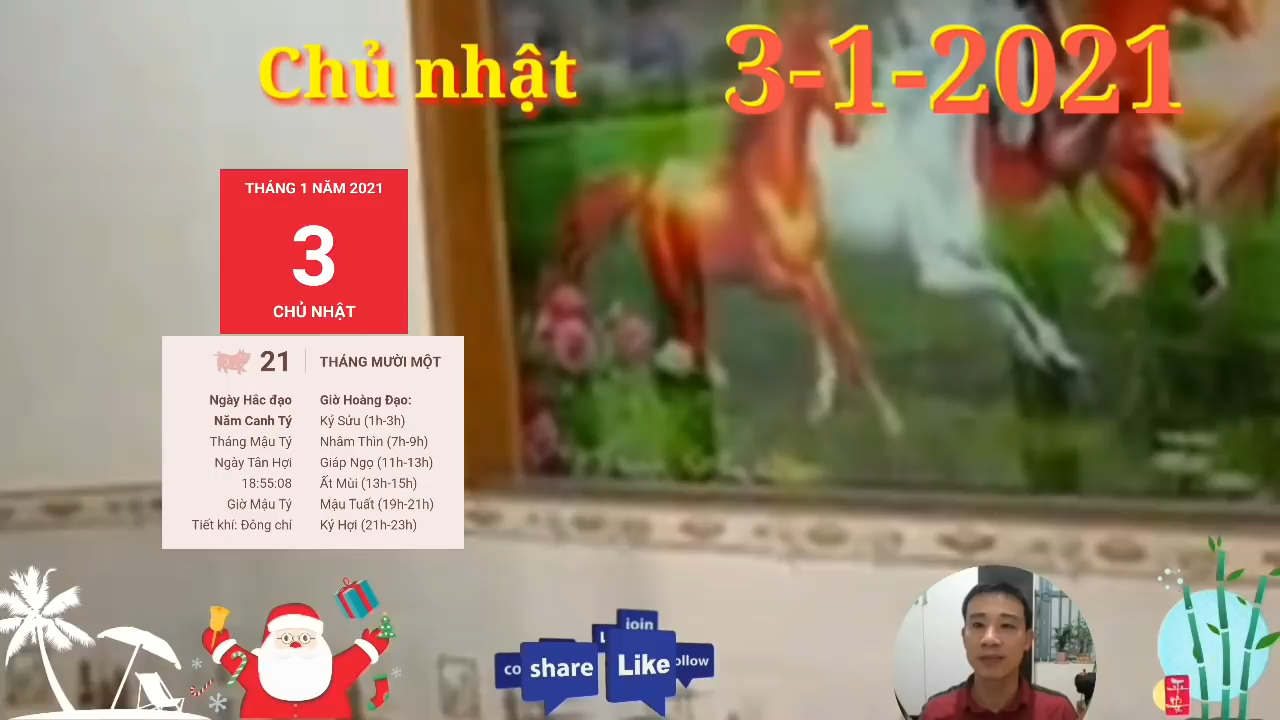 Chủ nhật
3-1-2021
THÁNG 1 NĂM 2021
3
CHỦ NHẬT
21
THÁNG MƯỜI MỘT
Ngày Hắc đạo
Năm Canh Tý
Tháng Mậu Tý
Ngày Tân Hợi
18:55:08
Giờ Mậu Tý
Tiết khí: Đông chí
Giờ Hoàng Đạo:
Kỷ Sửu (1h-3h)
Nhâm Thìn (7h-9h)
Giáp Ngọ (11h-13h)
Ất Mùi (13h-15h)
Mậu Tuất (19h-21h)
Kỷ Hợi (21h-23h)
join
co
share
Like
ollow
平安